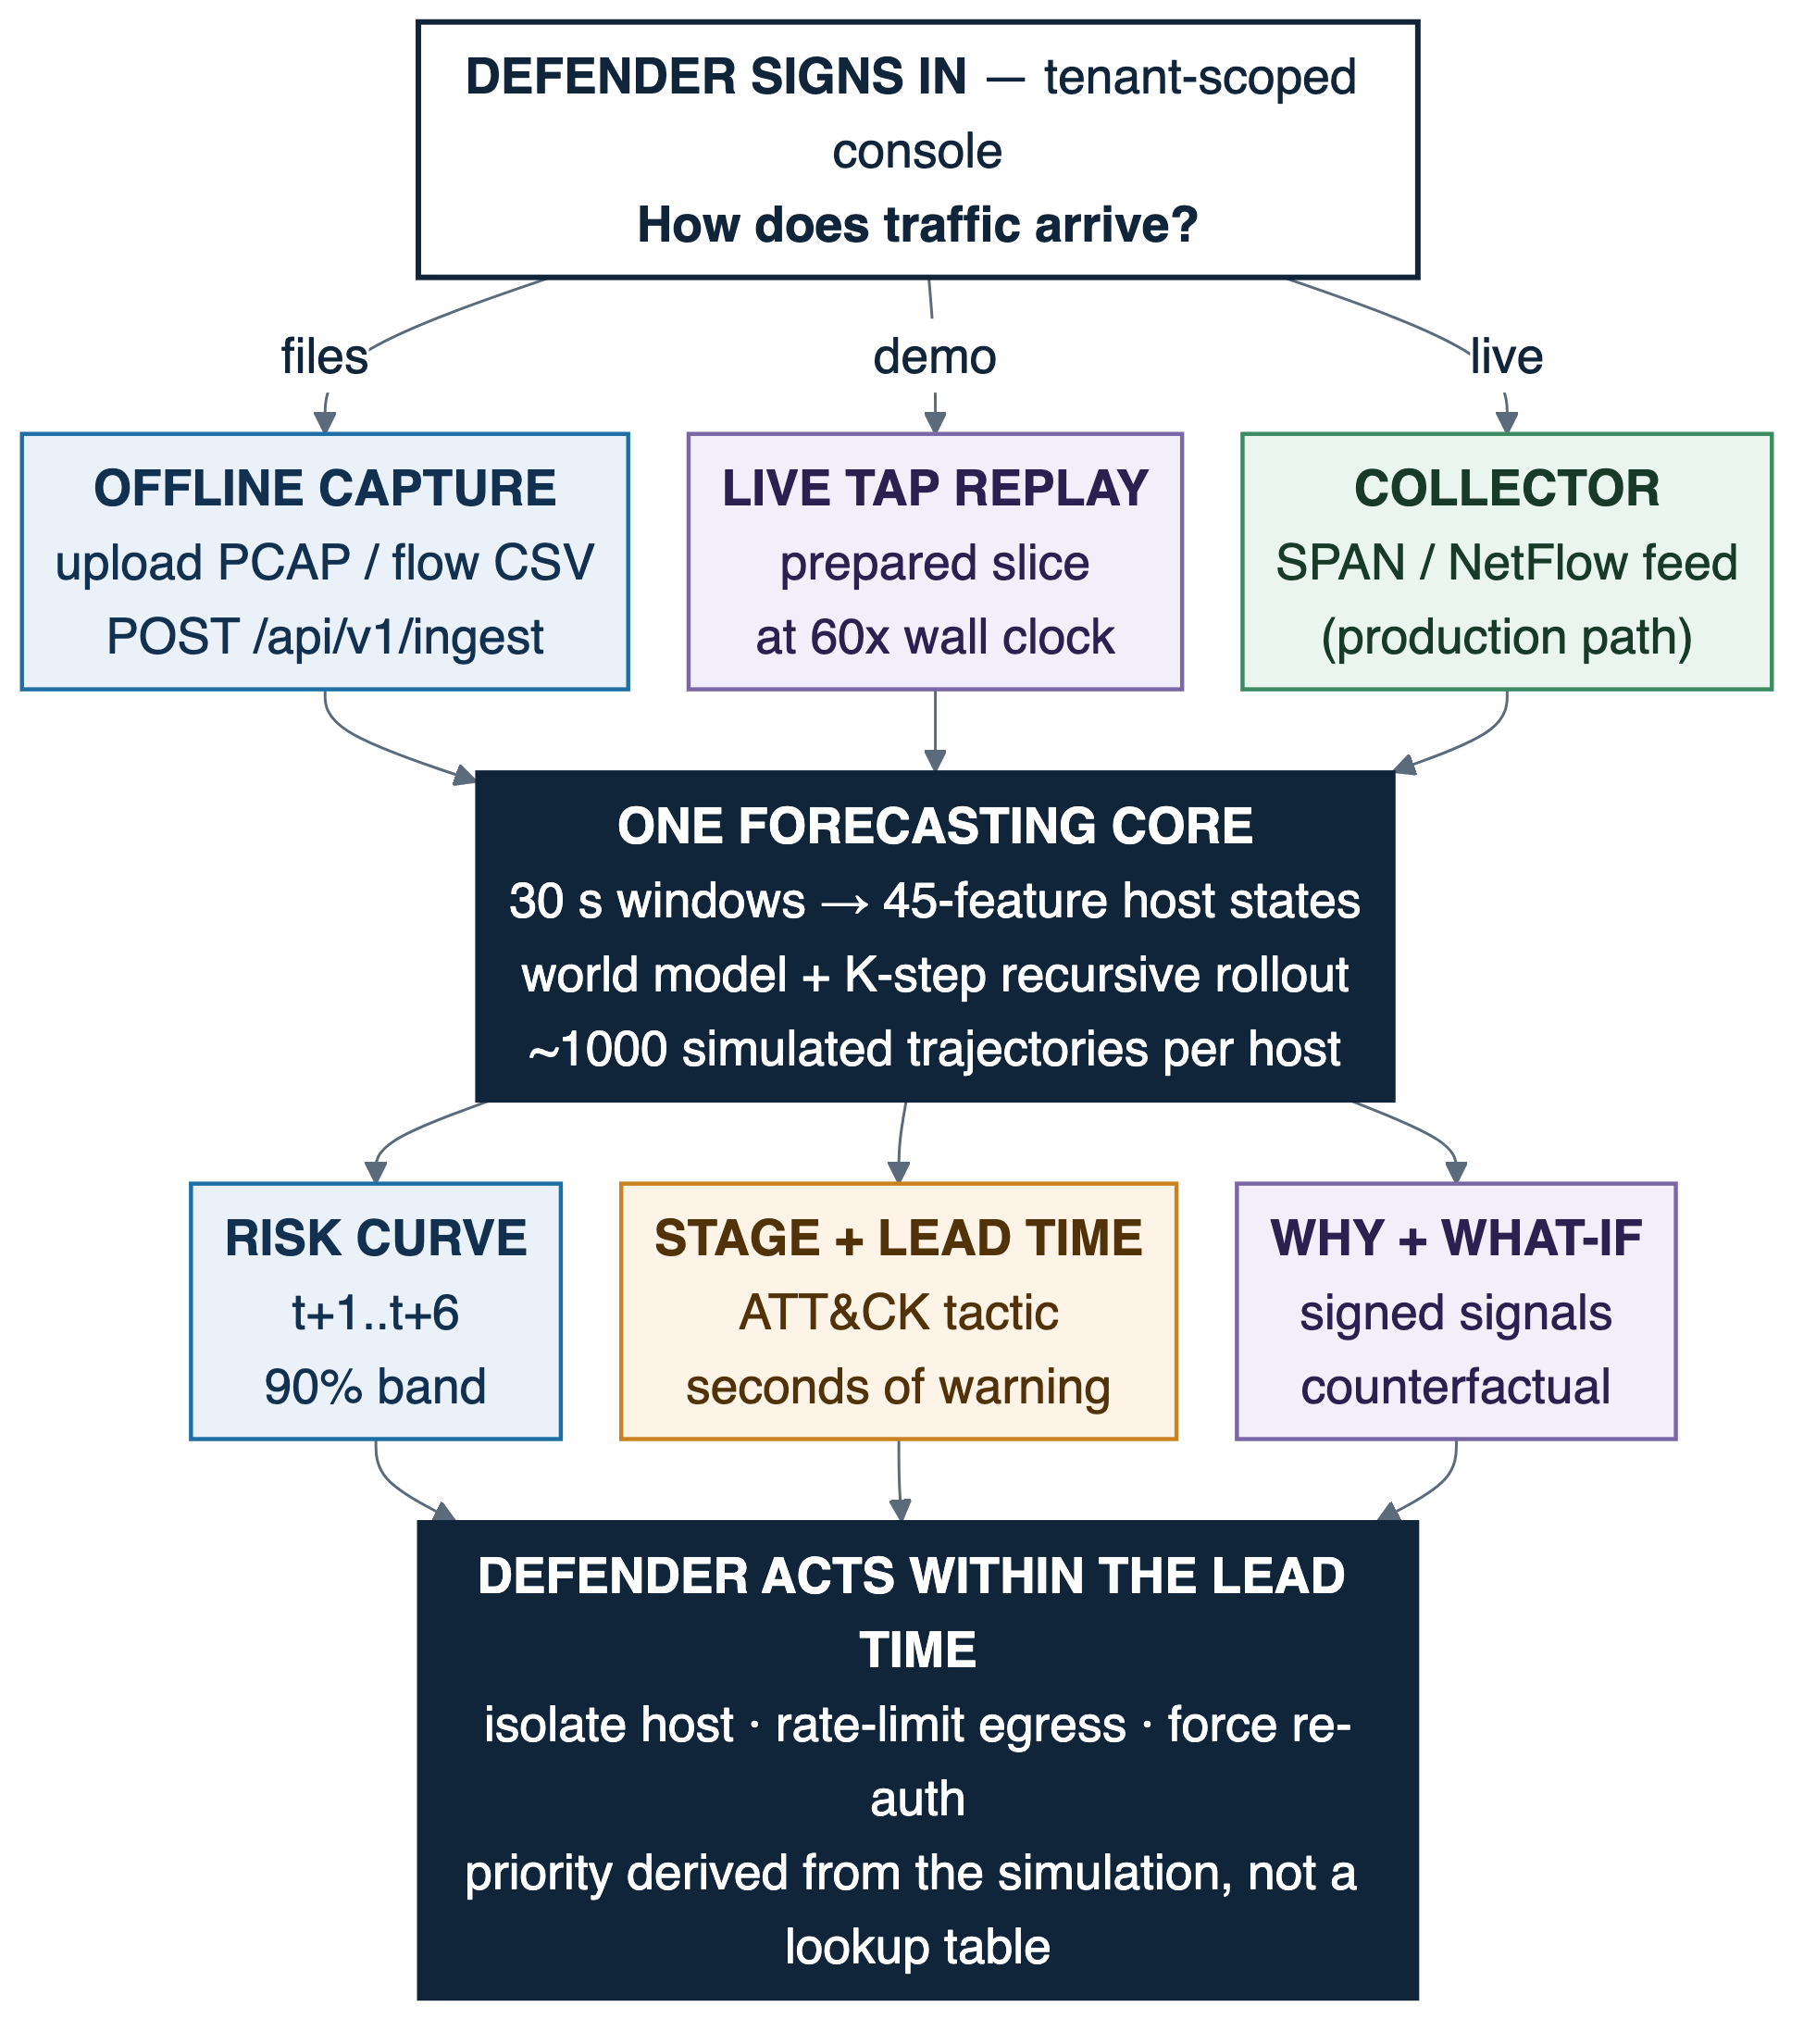 DEFENDER SIGNS IN — tenant-scoped
console
How does traffic arrive?
files
demo
live
OFFLINE CAPTURE
upload PCAP / flow CSV
POST /api/v1/ingest
LIVE TAP REPLAY
prepared slice
at 60x wall clock
COLLECTOR
SPAN / NetFlow feed
(production path)
ONE FORECASTING CORE
30 s windows → 45-feature host states
world model + K-step recursive rollout
~1000 simulated trajectories per host
RISK CURVE
t+1..t+6
90% band
STAGE + LEAD TIME
ATT&CK tactic
seconds of warning
WHY + WHAT-IF
signed signals
counterfactual
DEFENDER ACTS WITHIN THE LEAD
TIME
isolate host · rate-limit egress · force re-
auth
priority derived from the simulation, not a
lookup table